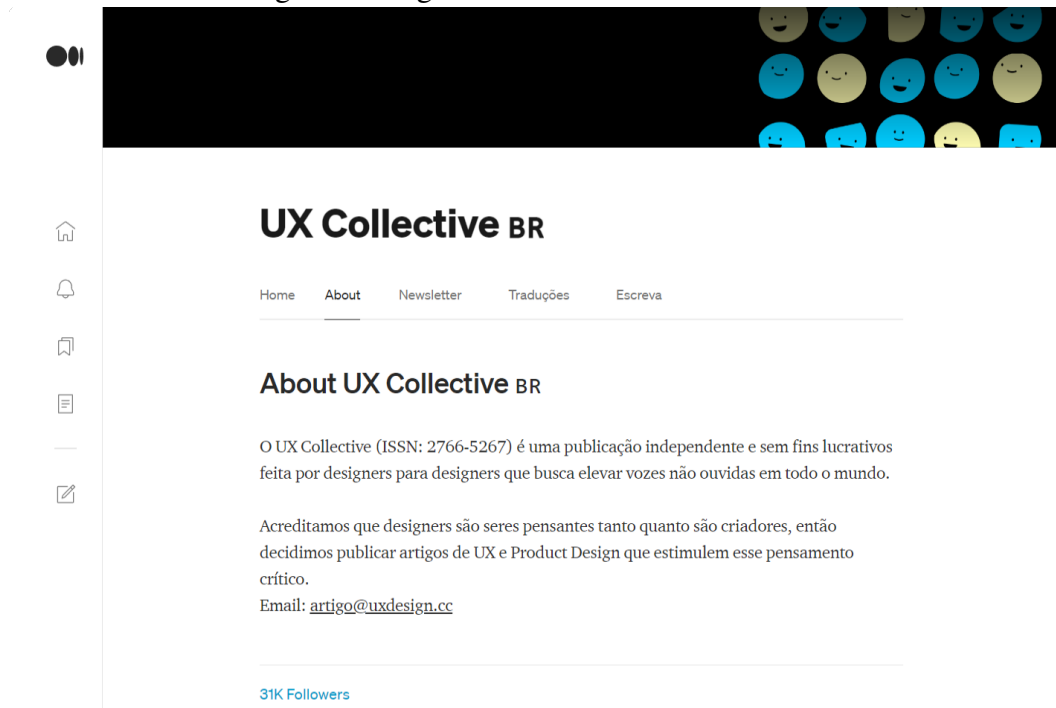 UX Collective BR
Home About Newsletter Traduções Escreva
About UX Collective BR
O UX Collective (ISSN: 2766-5267) é uma publicação independente e sem fins lucrativos
feita por designers para designers que busca elevar vozes não ouvidas em todo o mundo.
Acreditamos que designers são seres pensantes tanto quanto são criadores, então
decidimos publicar artigos de UX e Product Design que estimulem esse pensamento
crítico.
Email: artigo@uxdesign.cc
31K Followers